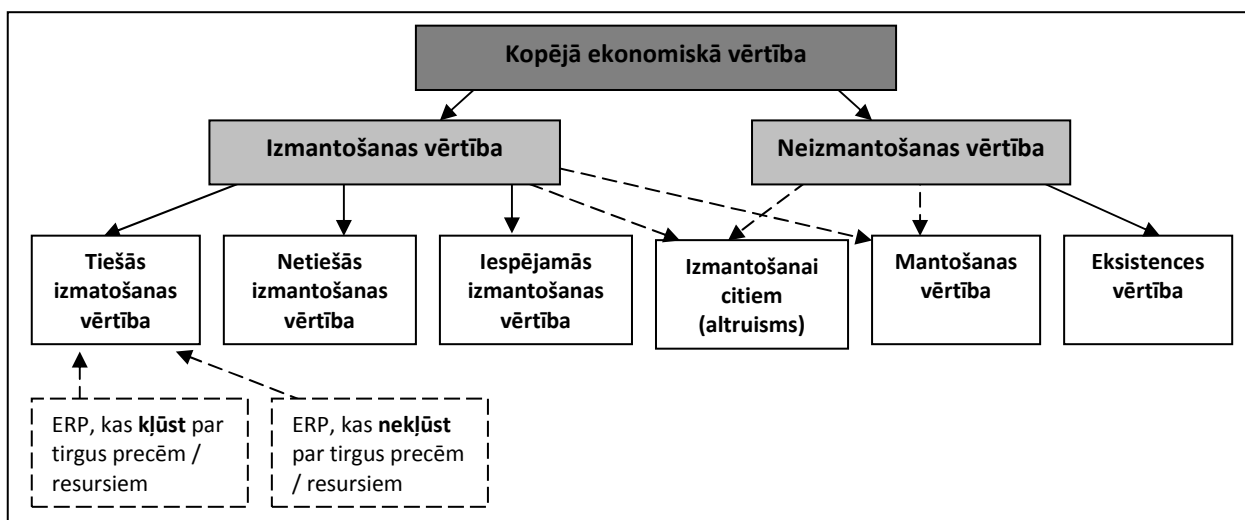 Kopējā ekonomiskā vērtība
Izmantošanas vērtība
Neizmantošanas vērtība
Tiešās
izmatošanas
vērtība
Netiešās
izmantošanas
vērtība
Iespējamās
izmantošanas
vērtība
Izmantošanai
citiem
(altruisms)
Mantošanas
vērtība
Eksistences
vērtība
ERP, kas kļūst par
tirgus precēm /
resursiem
ERP, kas nekļūst
par tirgus precēm
/ resursiem